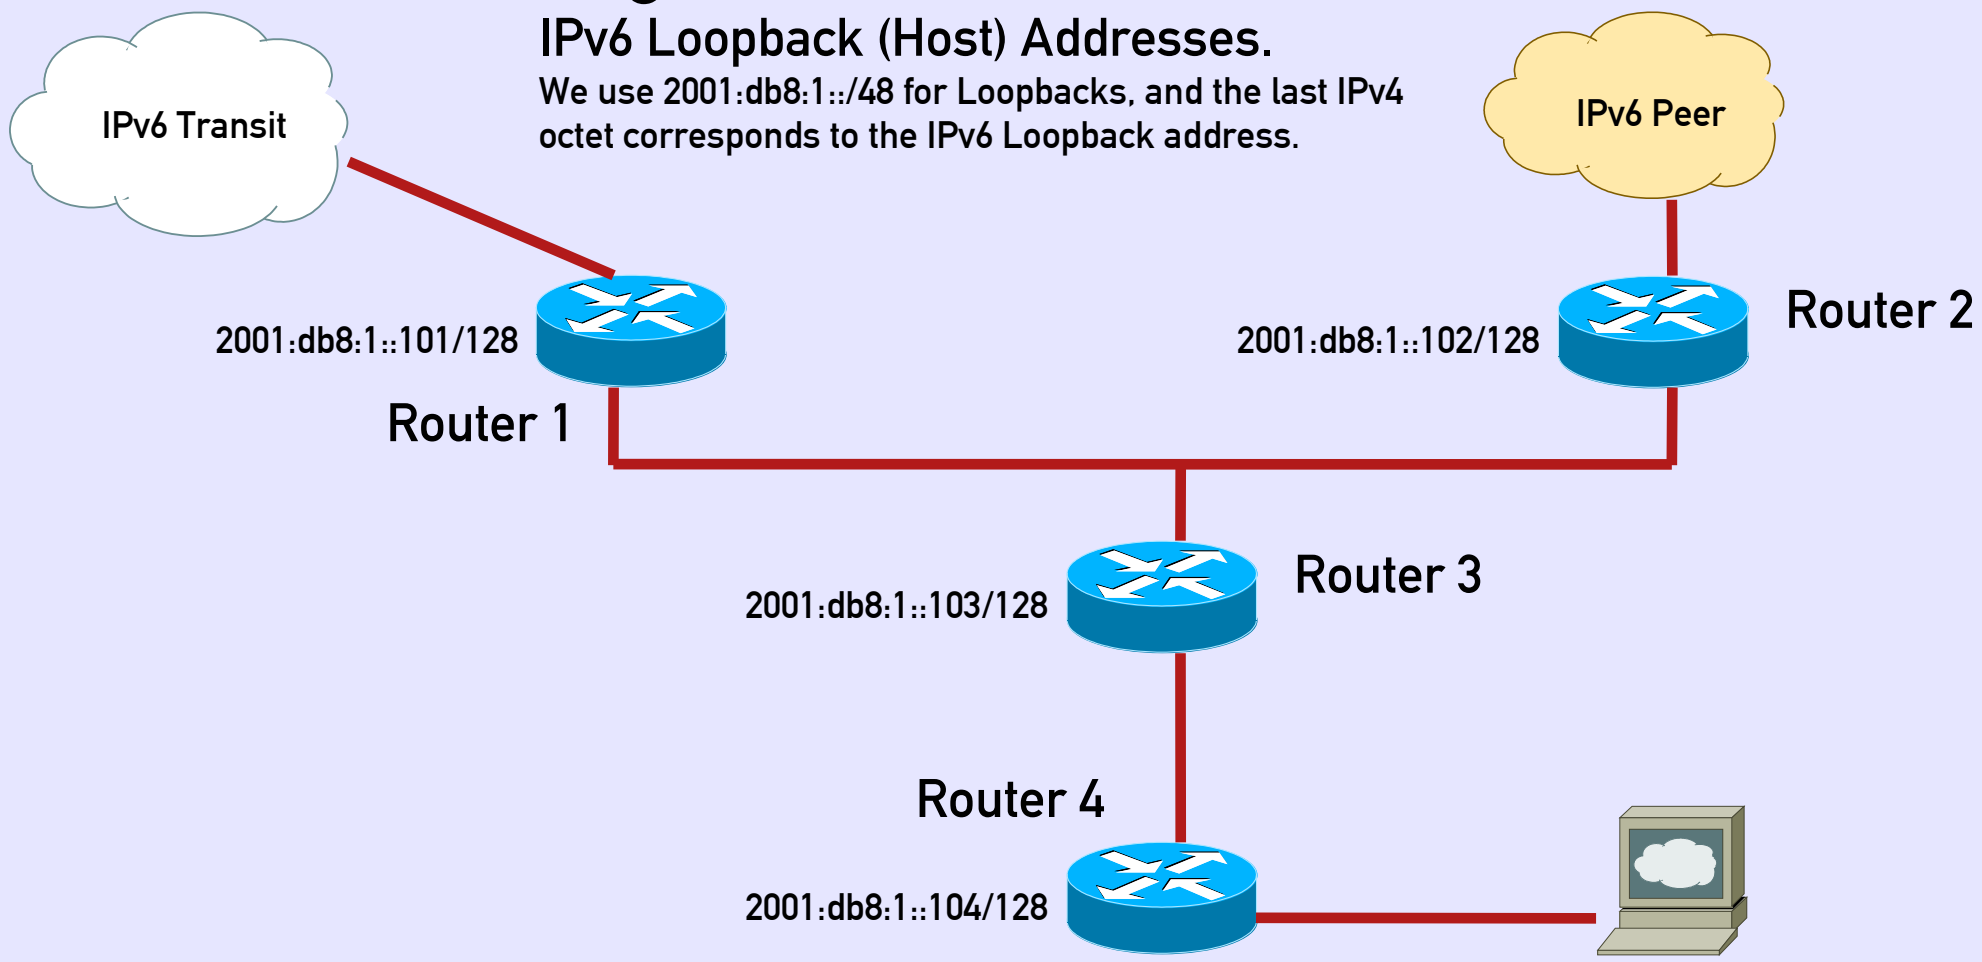 IPv6 Loopback (Host) Addresses.
We use 2001:db8:1::/48 for Loopbacks, and the last IPv4
octet corresponds to the IPv6 Loopback address.
IPv6 Transit
IPv6 Peer
2001:db8:1::101/128
Router 1
2001:db8:1::102/128
Router 2
2001:db8:1::103/128
Router 3
Router 4
2001:db8:1::104/128